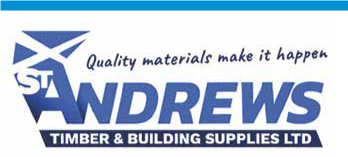 Quality materials make it happen
ST ANDREWS
TIMBER & BUILDING SUPPLIES LTD